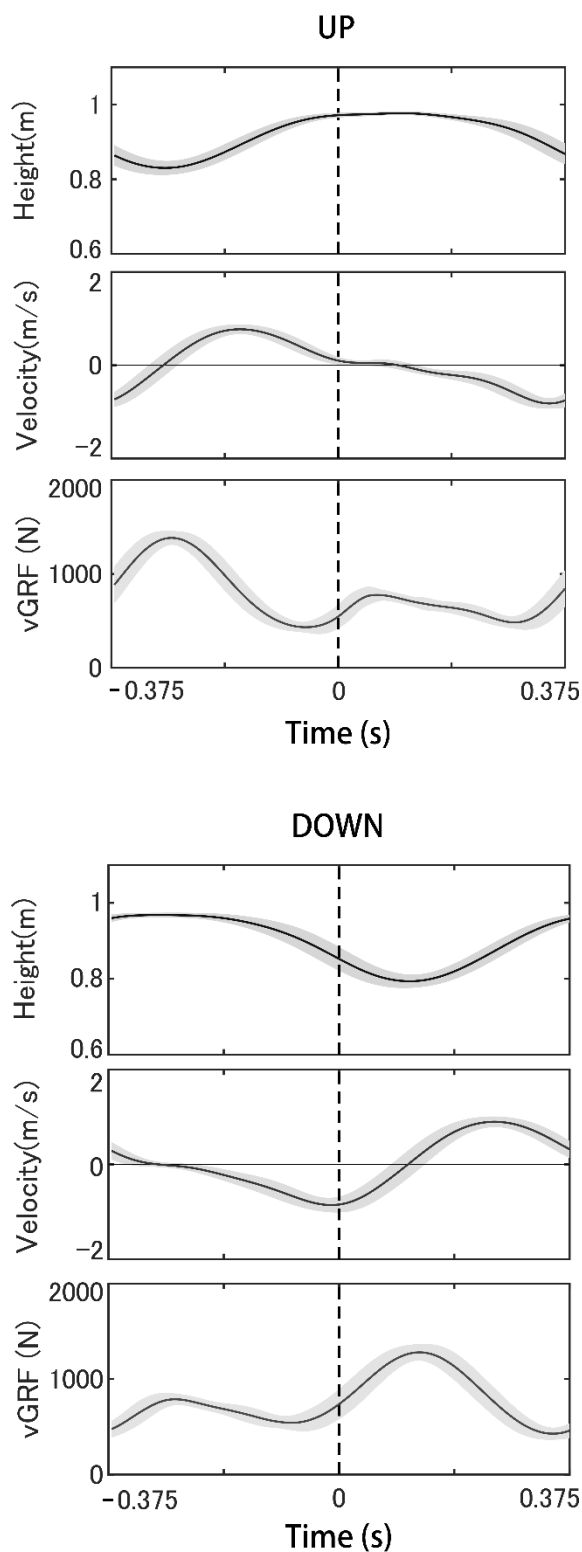 UP
Height(m)
1
0.8
0.6
Velocity(m/s)
2
0
−2
vGRF (N)
2000
1000
0
−0.375 0 0.375
Time (s)
DOWN
Height(m)
1
0.8
0.6
Velocity(m/s)
2
0
−2
vGRF (N)
2000
1000
0
−0.375 0 0.375
Time (s)